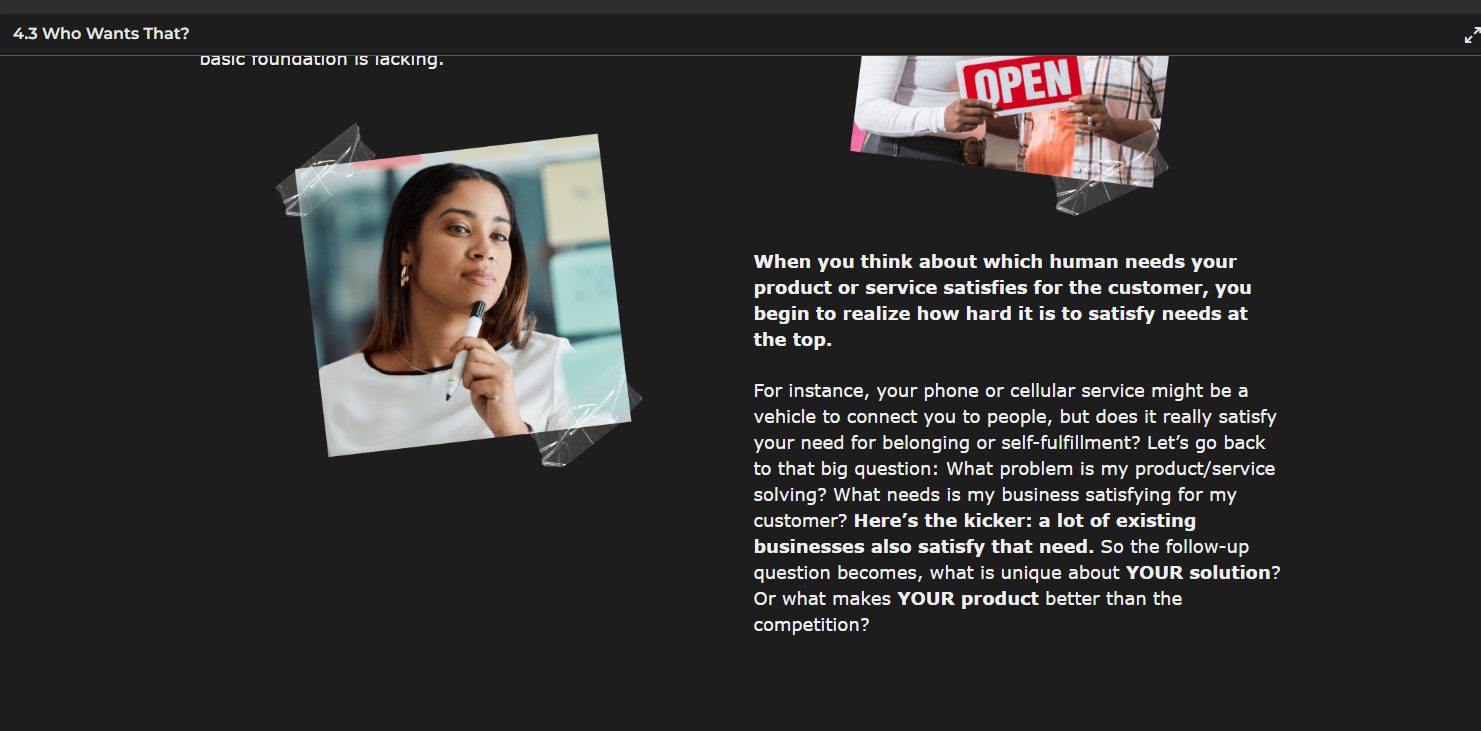 4.3 Who Wants That?
basic foundation is lacking.
OPEN
When you think about which human needs your
product or service satisfies for the customer, you
begin to realize how hard it is to satisfy needs at
the top.
For instance, your phone or cellular service might be a
vehicle to connect you to people, but does it really satisfy
your need for belonging or self-fulfillment? Let’s go back
to that big question: What problem is my product/service
solving? What needs is my business satisfying for my
customer? Here’s the kicker: a lot of existing
businesses also satisfy that need. So the follow-up
question becomes, what is unique about YOUR solution?
Or what makes YOUR product better than the
competition?